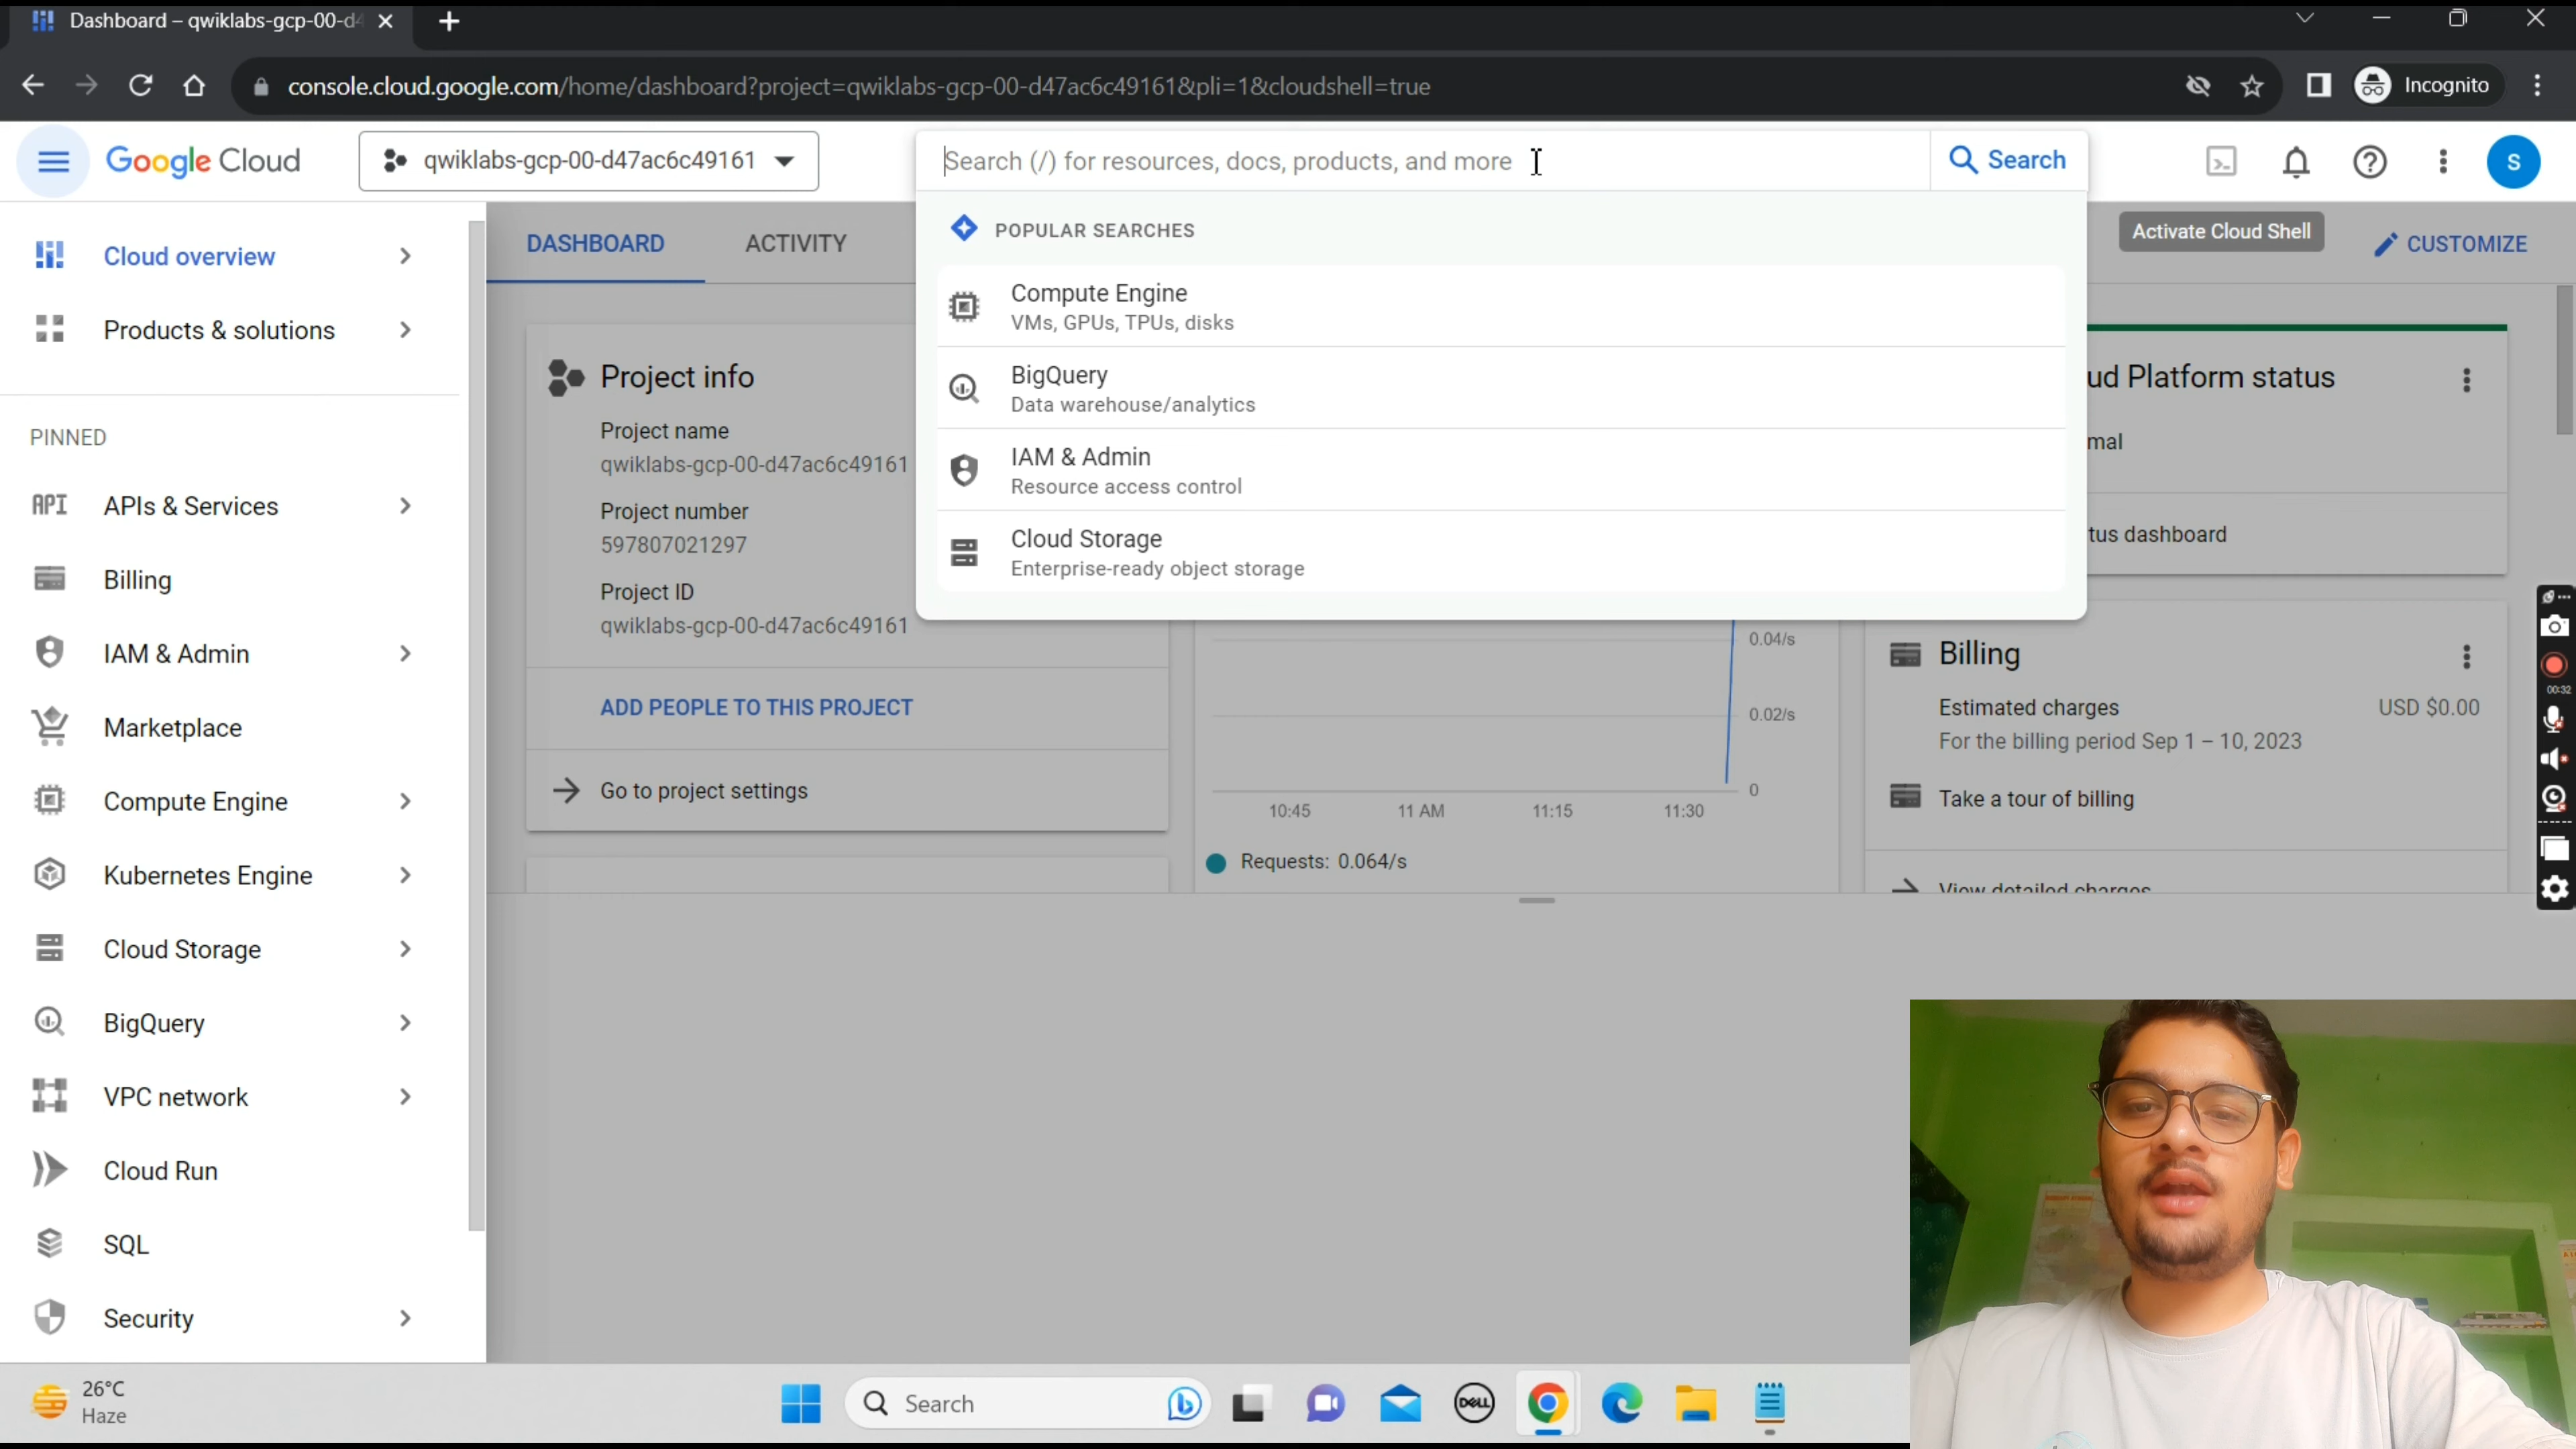 Dashboard – qwiklabs-gcp-00-d4
console.cloud.google.com/home/dashboard?project=qwiklabs-gcp-00-d47ac6c49161&pli=1&cloudshell=true
Incognito
Google Cloud
qwiklabs-gcp-00-d47ac6c49161
Search (/) for resources, docs, products, and more
Search
S
Activate Cloud Shell
CUSTOMIZE
Cloud overview
Products & solutions
PINNED
API APIs & Services
Billing
IAM & Admin
Marketplace
Compute Engine
Kubernetes Engine
Cloud Storage
BigQuery
VPC network
Cloud Run
SQL
Security
DASHBOARD
ACTIVITY
POPULAR SEARCHES
Compute Engine
VMs, GPUs, TPUs, disks
BigQuery
Data warehouse/analytics
IAM & Admin
Resource access control
Cloud Storage
Enterprise-ready object storage
Project info
Project name
qwiklabs-gcp-00-d47ac6c49161
Project number
597807021297
Project ID
qwiklabs-gcp-00-d47ac6c49161
ADD PEOPLE TO THIS PROJECT
Go to project settings
0.04/s
0.02/s
0
10:45 11 AM 11:15 11:30
Requests: 0.064/s
ud Platform status
mal
tus dashboard
Billing
Estimated charges
USD $0.00
For the billing period Sep 1 – 10, 2023
Take a tour of billing
View detailed charges
00:32
26°C
Haze
Search
DELL